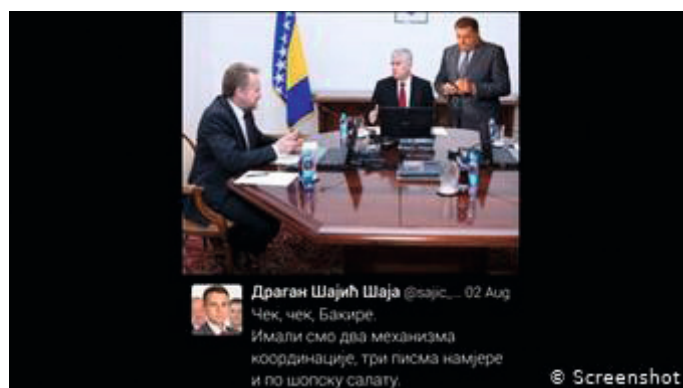 Драган Шајић Шаја @sajic_... 02 Aug
Чек, чек, Бакире.
Имали смо два механизма
координације, три писма намјере
и по шопску салату.
© Screenshot